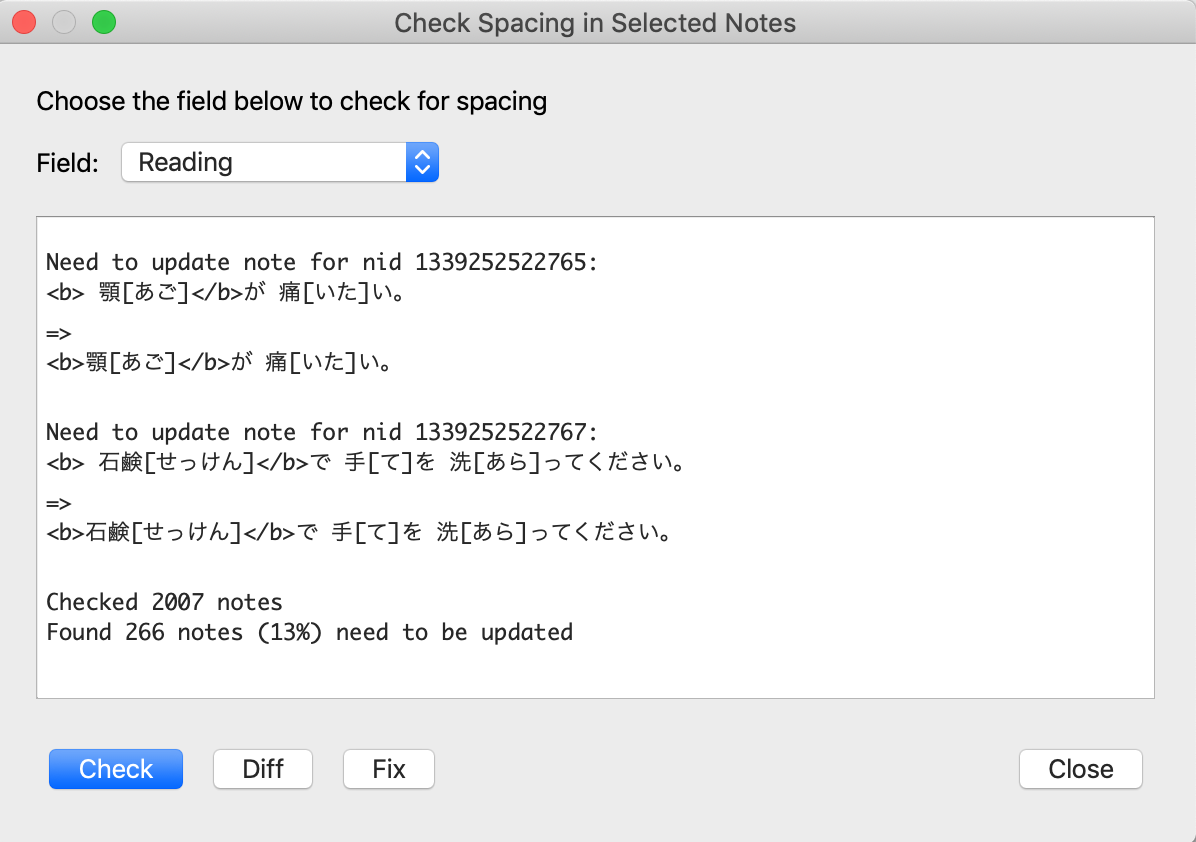 Check Spacing in Selected Notes
Choose the field below to check for spacing
Field: Reading
Need to update note for nid 1339252522765:
<b> 顎[あご]</b>が 痛[いた]い。
=>
<b>顎[あご]</b>が 痛[いた]い。
Need to update note for nid 1339252522767:
<b> 石鹸[せっけん]</b>で 手[て]を 洗[あら]ってください。
=>
<b>石鹸[せっけん]</b>で 手[て]を 洗[あら]ってください。
Checked 2007 notes
Found 266 notes (13%) need to be updated
Check Diff Fix Close